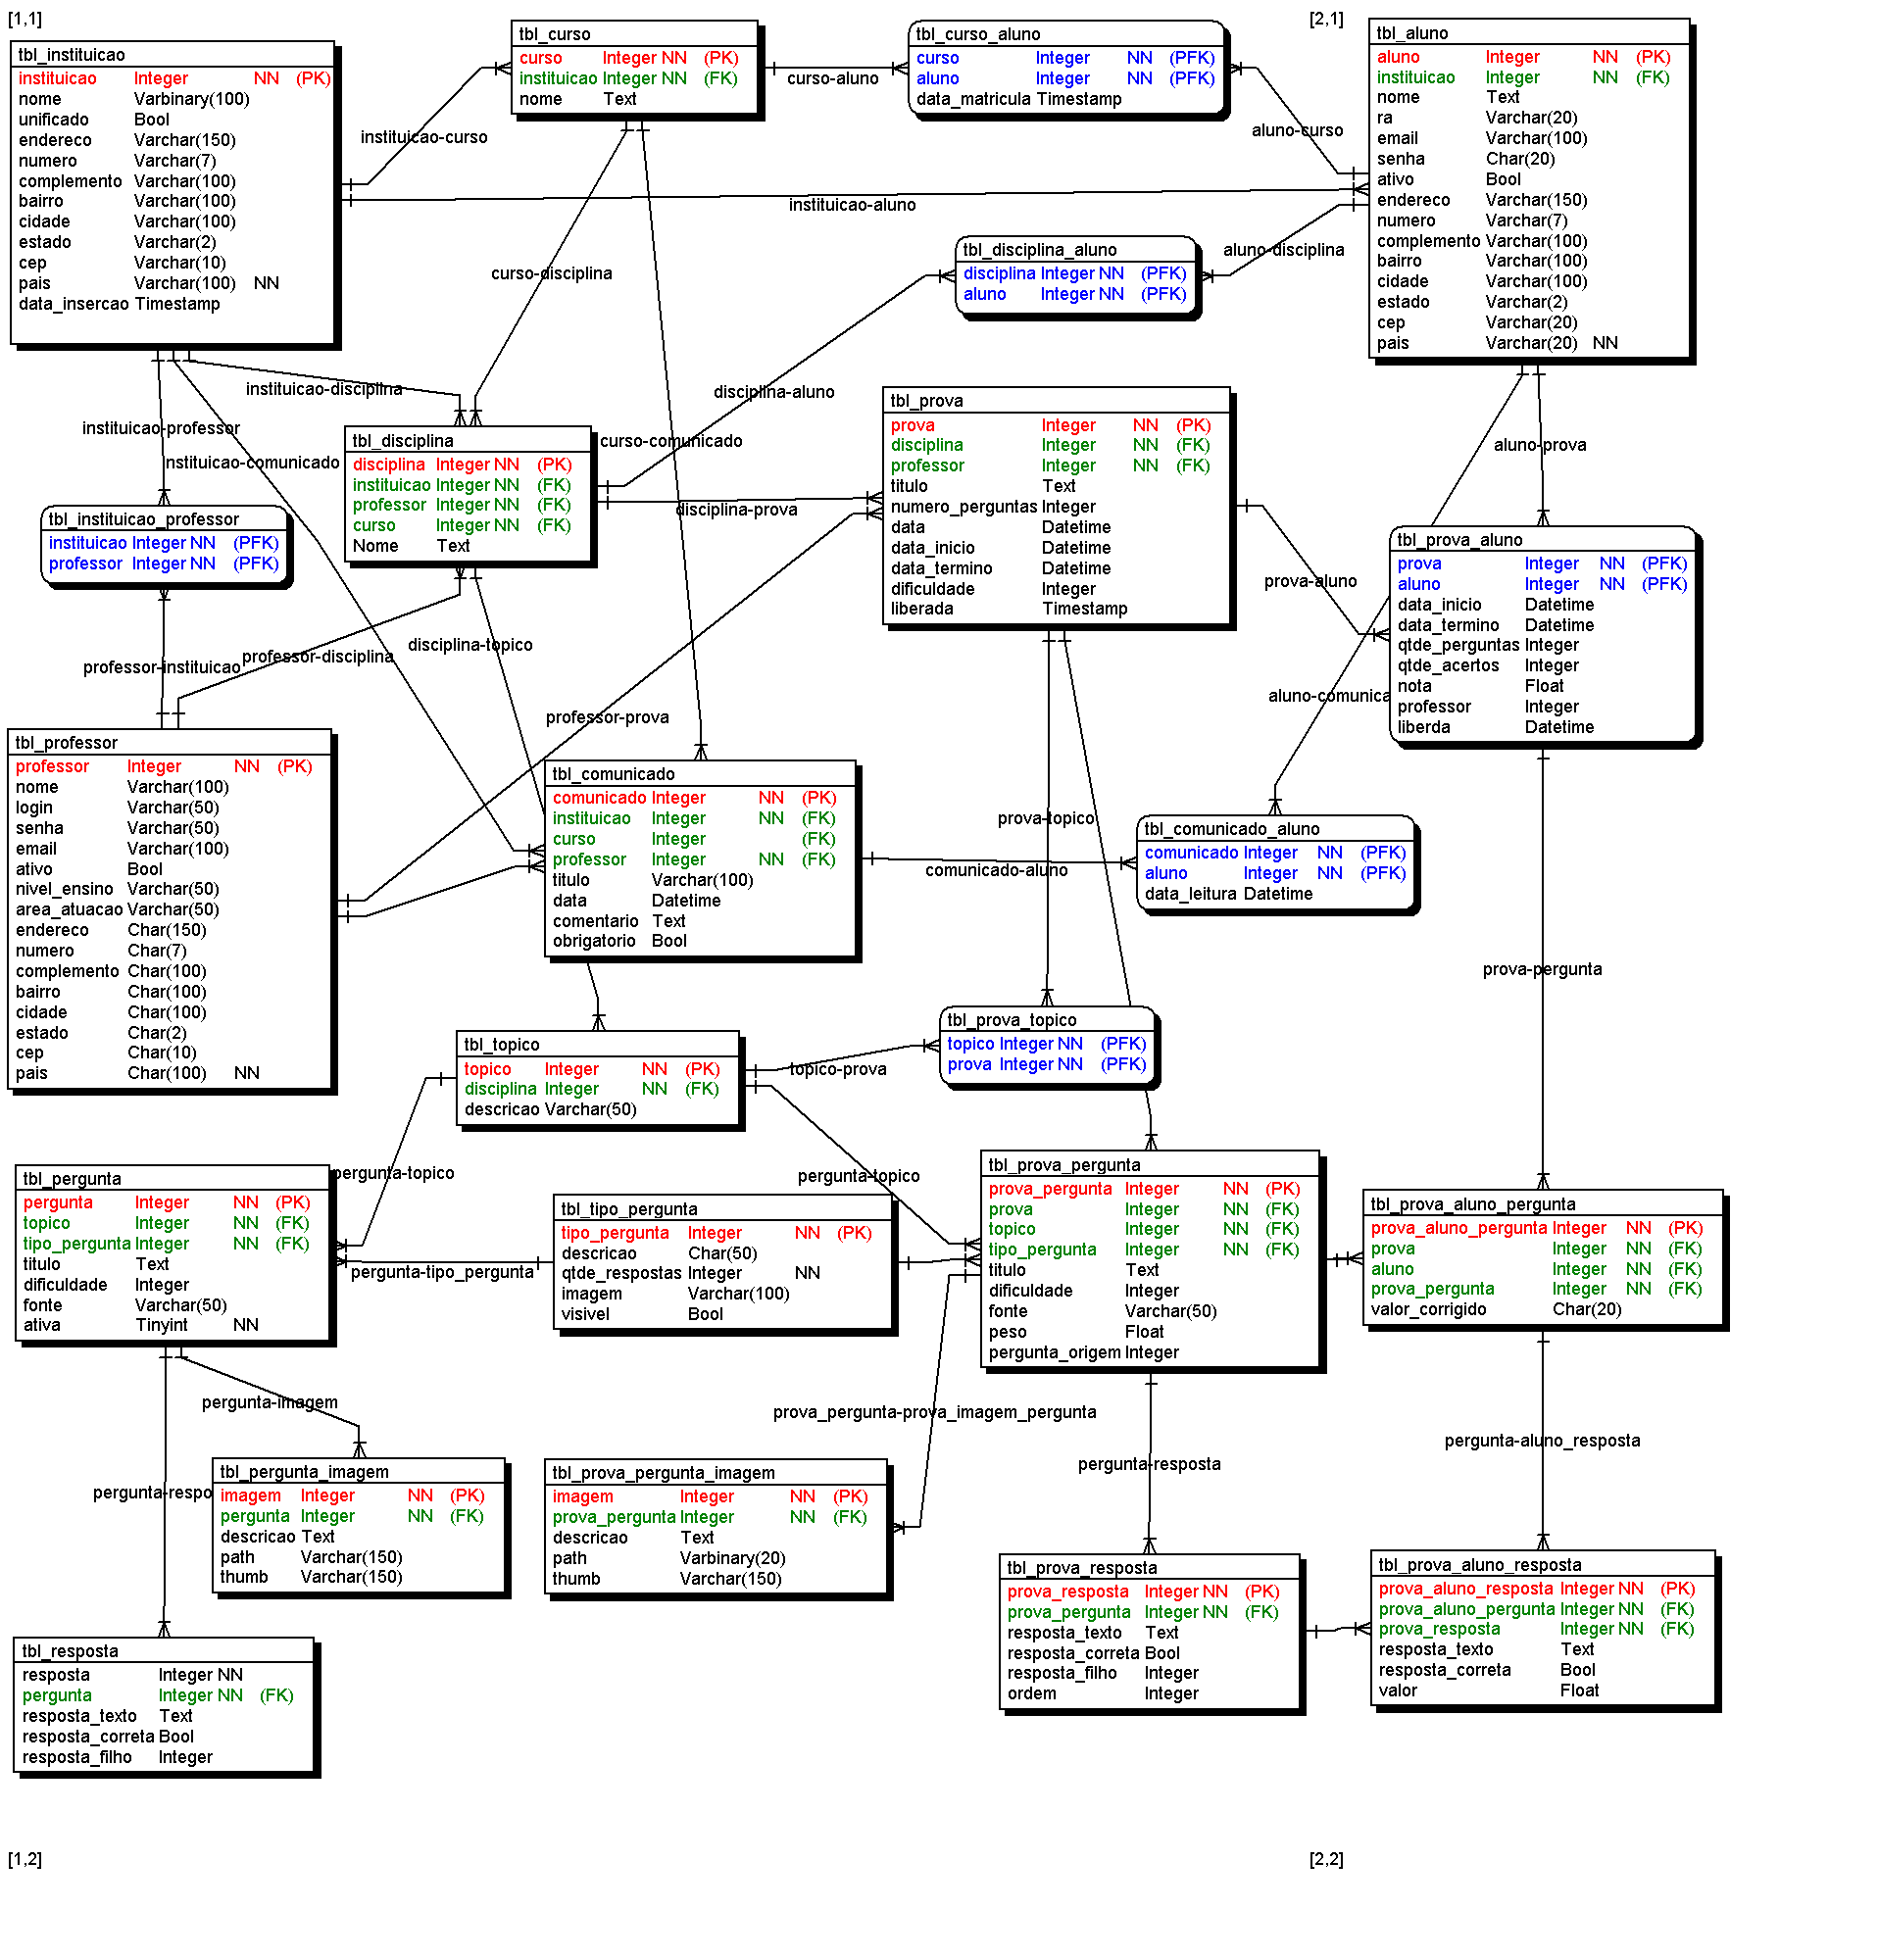 [1,1]
[2,1]
tbl_instituicao
instituicao Integer NN (PK)
nome Varbinary(100)
unificado Bool
endereco Varchar(150)
numero Varchar(7)
complemento Varchar(100)
bairro Varchar(100)
cidade Varchar(100)
estado Varchar(2)
cep Varchar(10)
pais Varchar(100) NN
data_insercao Timestamp
tbl_curso
curso Integer NN (PK)
instituicao Integer NN (FK)
nome Text
tbl_curso_aluno
curso Integer NN (PFK)
aluno Integer NN (PFK)
data_matricula Timestamp
tbl_aluno
aluno Integer NN (PK)
instituicao Integer NN (FK)
nome Text
ra Varchar(20)
email Varchar(100)
senha Char(20)
ativo Bool
endereco Varchar(150)
numero Varchar(7)
complemento Varchar(100)
bairro Varchar(100)
cidade Varchar(100)
estado Varchar(2)
cep Varchar(20)
pais Varchar(20) NN
curso-aluno
instituicao-curso
aluno-curso
instituicao-aluno
tbl_disciplina_aluno
disciplina Integer NN (PFK)
aluno Integer NN (PFK)
aluno-disciplina
curso-disciplina
instituicao-disciplina
disciplina-aluno
instituicao-professor
nstituicao-comunicado
curso-comunicado
tbl_disciplina
disciplina Integer NN (PK)
instituicao Integer NN (FK)
professor Integer NN (FK)
curso Integer NN (FK)
Nome Text
tbl_prova
prova Integer NN (PK)
disciplina Integer NN (FK)
professor Integer NN (FK)
titulo Text
numero_perguntas Integer
data Datetime
data_inicio Datetime
data_termino Datetime
dificuldade Integer
liberada Timestamp
aluno-prova
disciplina-prova
tbl_instituicao_professor
instituicao Integer NN (PFK)
professor Integer NN (PFK)
tbl_prova_aluno
prova Integer NN (PFK)
aluno Integer NN (PFK)
data_inicio Datetime
data_termino Datetime
qtde_perguntas Integer
qtde_acertos Integer
nota Float
professor Integer
liberda Datetime
prova-aluno
disciplina-topico
professor-instituicao
professor-disciplina
aluno-comunica
professor-prova
tbl_professor
professor Integer NN (PK)
nome Varchar(100)
login Varchar(50)
senha Varchar(50)
email Varchar(100)
ativo Bool
nivel_ensino Varchar(50)
area_atuacao Varchar(50)
endereco Char(150)
numero Char(7)
complemento Char(100)
bairro Char(100)
cidade Char(100)
estado Char(2)
cep Char(10)
pais Char(100) NN
tbl_comunicado
comunicado Integer NN (PK)
instituicao Integer NN (FK)
curso Integer (FK)
professor Integer NN (FK)
titulo Varchar(100)
data Datetime
comentario Text
obrigatorio Bool
prova-topico
tbl_comunicado_aluno
comunicado Integer NN (PFK)
aluno Integer NN (PFK)
data_leitura Datetime
comunicado-aluno
prova-pergunta
tbl_prova_topico
topico Integer NN (PFK)
prova Integer NN (PFK)
tbl_topico
topico Integer NN (PK)
disciplina Integer NN (FK)
descricao Varchar(50)
topico-prova
pergunta-topico
pergunta-topico
tbl_pergunta
pergunta Integer NN (PK)
topico Integer NN (FK)
tipo_pergunta Integer NN (FK)
titulo Text
dificuldade Integer
fonte Varchar(50)
ativa Tinyint NN
pergunta-tipo_pergunta
tbl_tipo_pergunta
tipo_pergunta Integer NN (PK)
descricao Char(50)
qtde_respostas Integer NN
imagem Varchar(100)
visivel Bool
tbl_prova_pergunta
prova_pergunta Integer NN (PK)
prova Integer NN (FK)
topico Integer NN (FK)
tipo_pergunta Integer NN (FK)
titulo Text
dificuldade Integer
fonte Varchar(50)
peso Float
pergunta_origem Integer
tbl_prova_aluno_pergunta
prova_aluno_pergunta Integer NN (PK)
prova Integer NN (FK)
aluno Integer NN (FK)
prova_pergunta Integer NN (FK)
valor_corrigido Char(20)
pergunta-imagem
prova_pergunta-prova_imagem_pergunta
pergunta-aluno_resposta
pergunta-resposta
pergunta-respo
tbl_pergunta_imagem
imagem Integer NN (PK)
pergunta Integer NN (FK)
descricao Text
path Varchar(150)
thumb Varchar(150)
tbl_prova_pergunta_imagem
imagem Integer NN (PK)
prova_pergunta Integer NN (FK)
descricao Text
path Varbinary(20)
thumb Varchar(150)
tbl_prova_resposta
prova_resposta Integer NN (PK)
prova_pergunta Integer NN (FK)
resposta_texto Text
resposta_correta Bool
resposta_filho Integer
ordem Integer
tbl_prova_aluno_resposta
prova_aluno_resposta Integer NN (PK)
prova_aluno_pergunta Integer NN (FK)
prova_resposta Integer NN (FK)
resposta_texto Text
resposta_correta Bool
valor Float
tbl_resposta
resposta Integer NN
pergunta Integer NN (FK)
resposta_texto Text
resposta_correta Bool
resposta_filho Integer
[1,2]
[2,2]